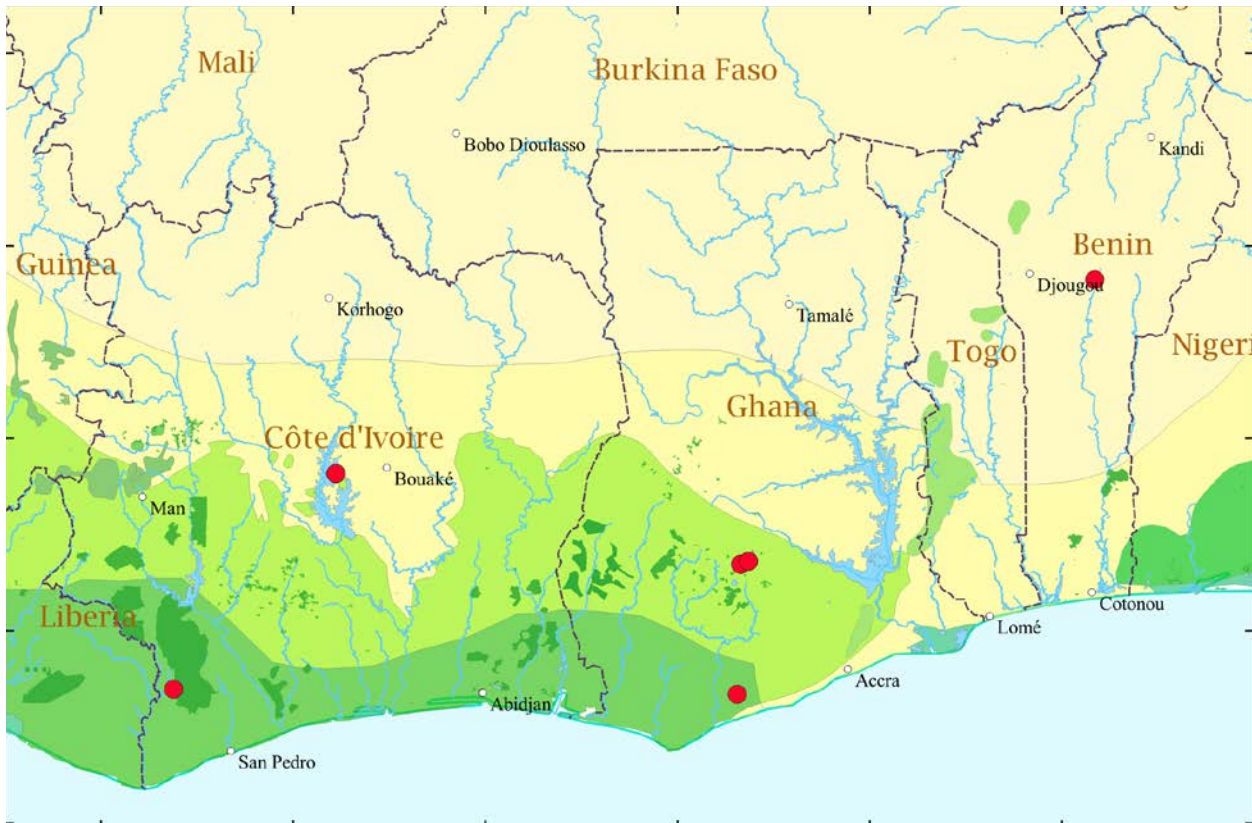 Mali
Burkina Faso
Bobo Dioulasso
Kandi
Guinea
Benin
Djougou
Korhogo
Tamalé
Togo
Nigeri
Ghana
Côte d'Ivoire
Bouaké
Man
Liberia
Cotonou
Lomé
Accra
Abidjan
San Pedro